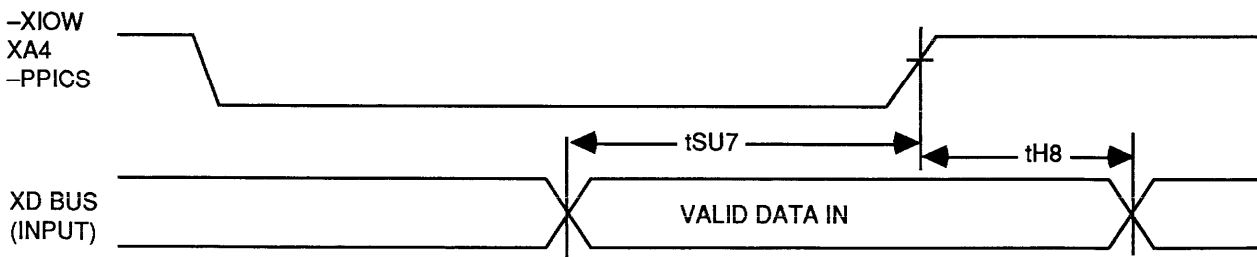 –XIOW
XA4
–PPICS
tSU7
tH8
XD BUS
(INPUT)
VALID DATA IN